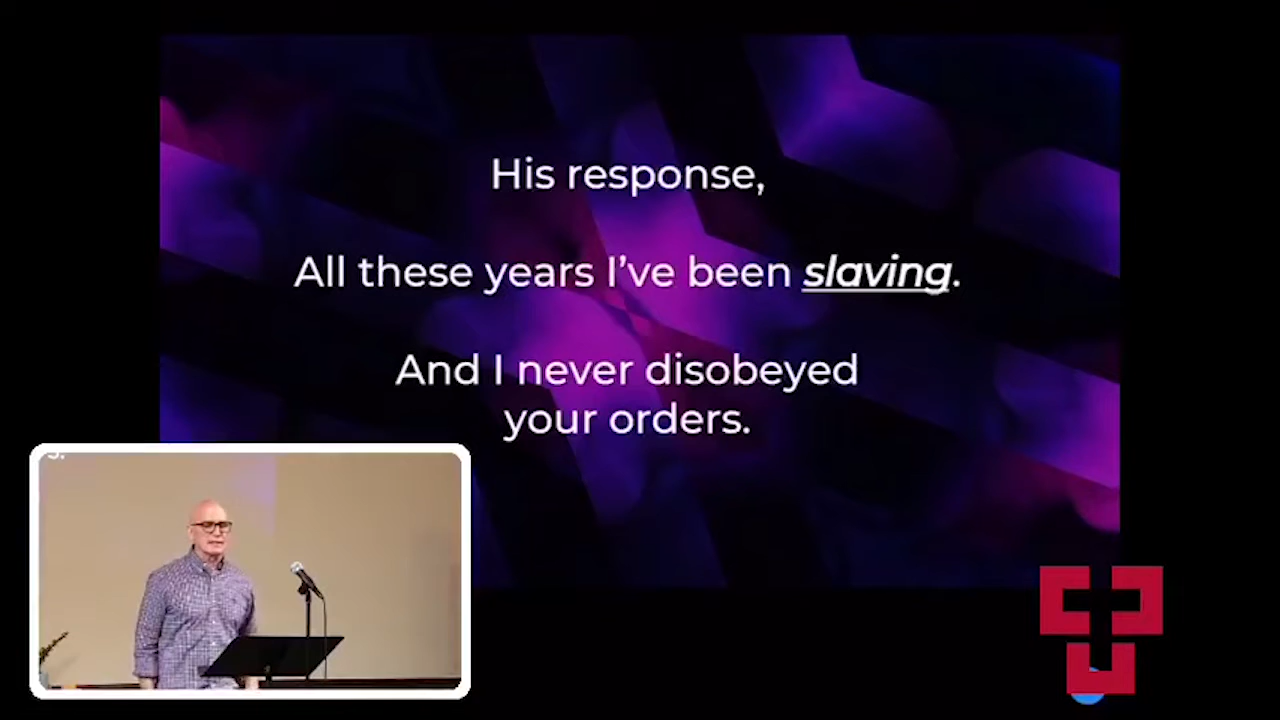 His response,
All these years I’ve been slaving.
And I never disobeyed
your orders.
s.